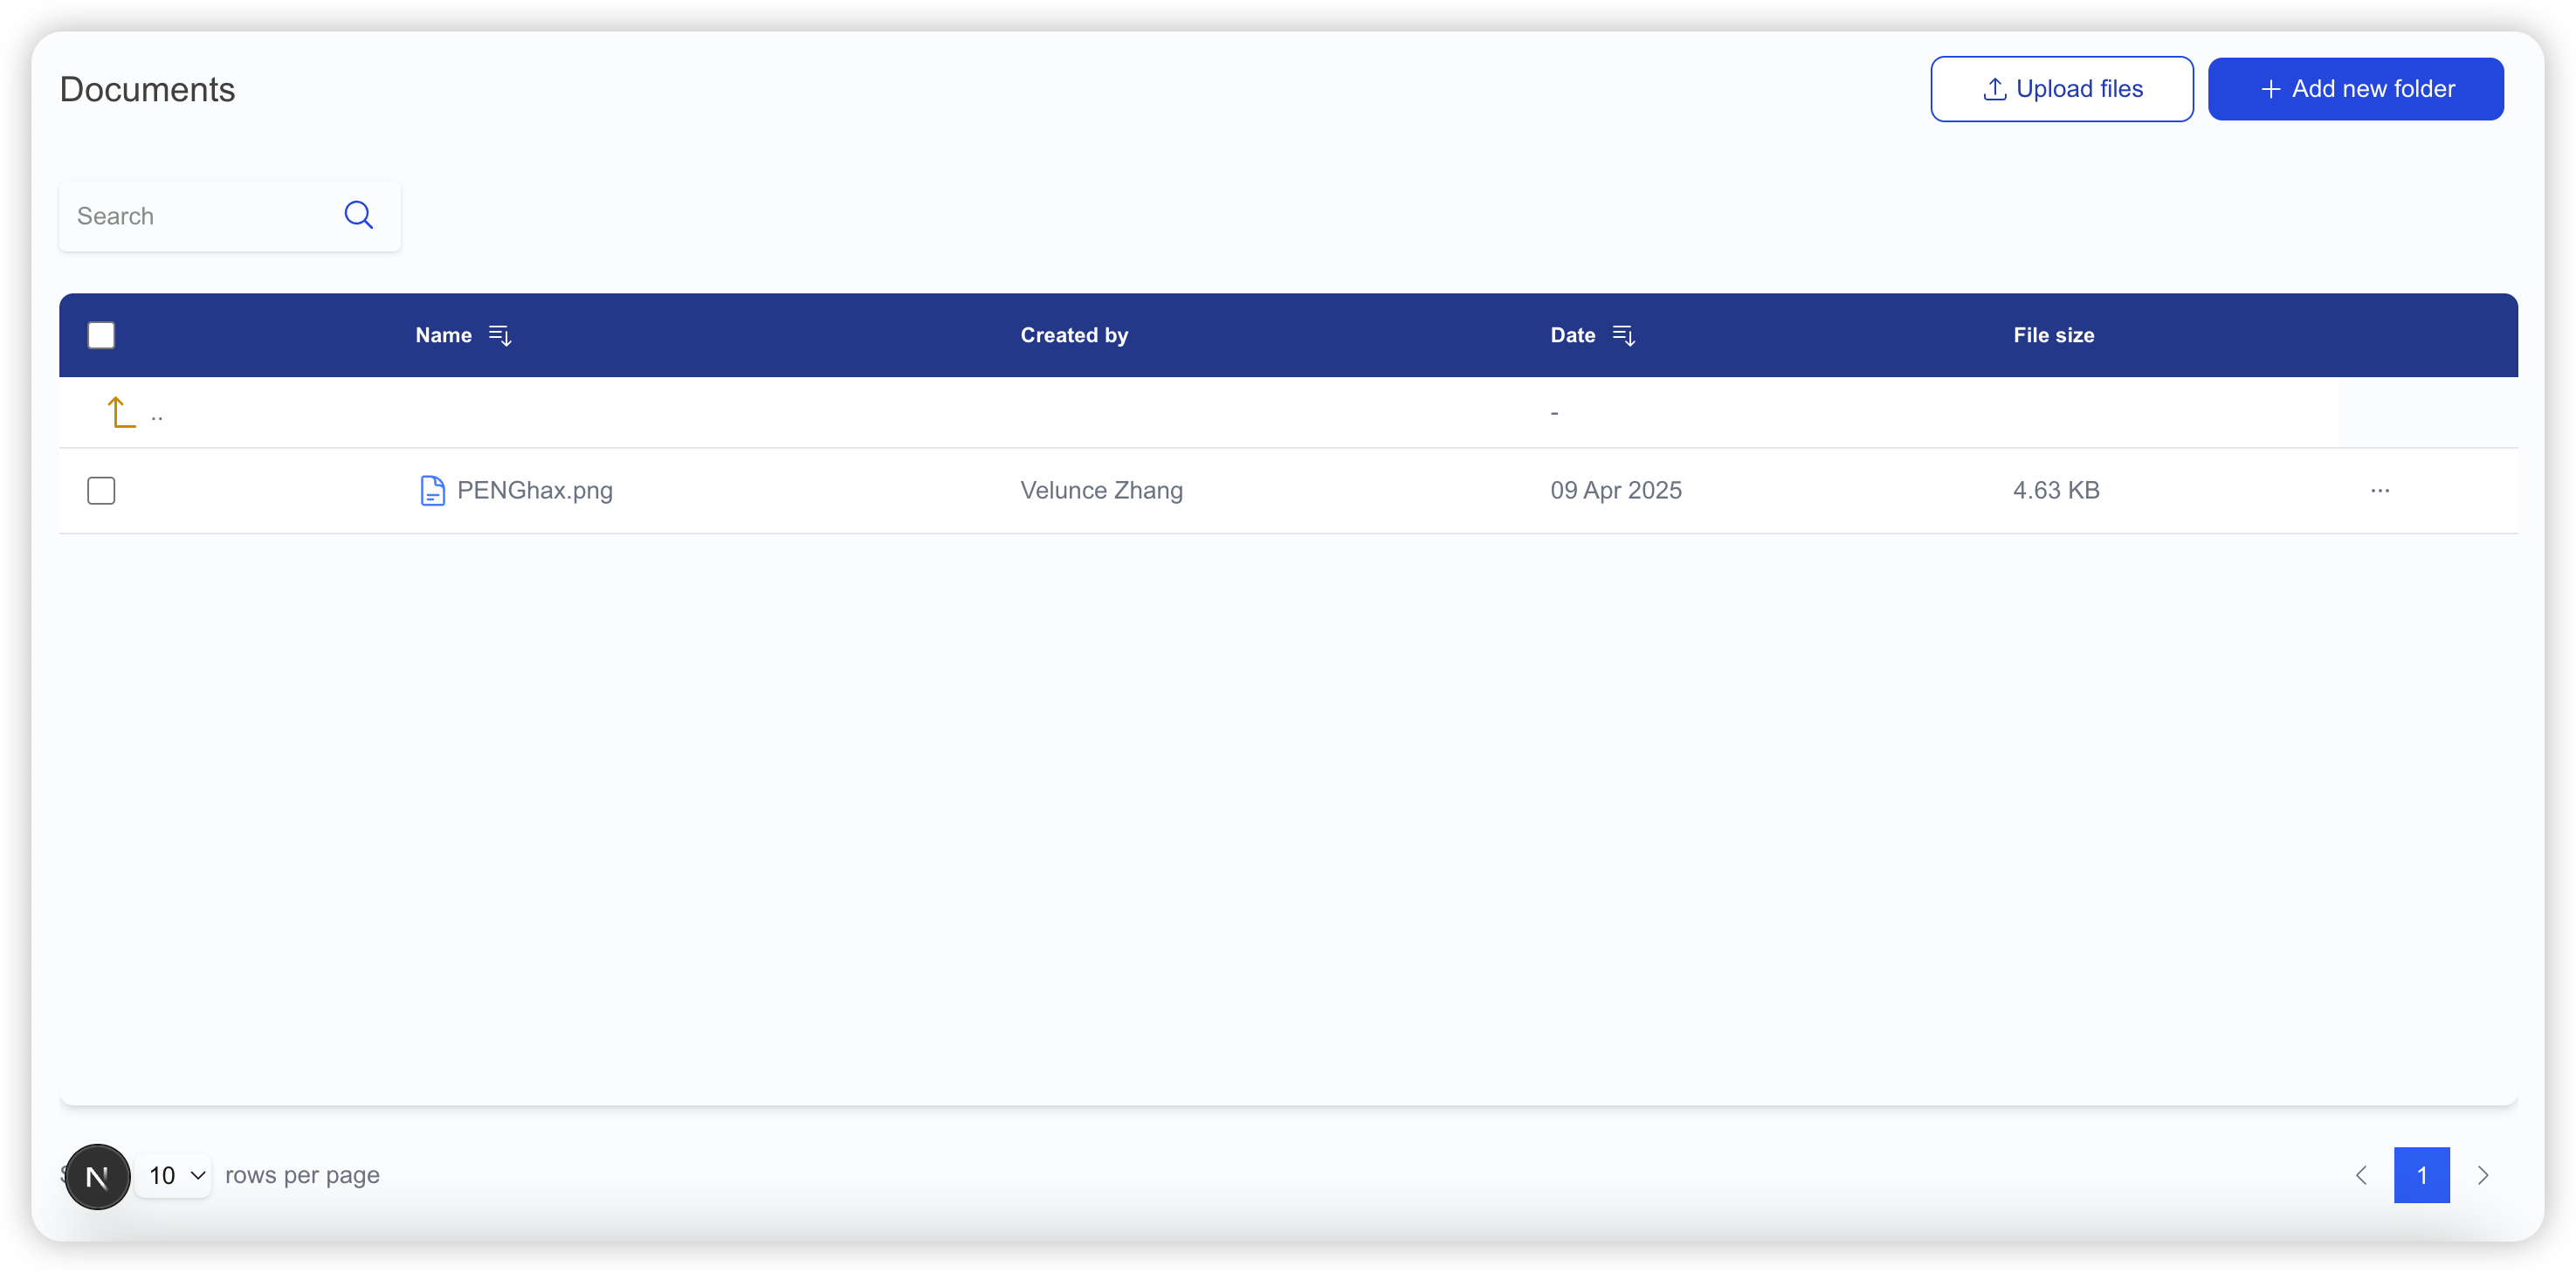 Documents
Upload files
+ Add new folder
Search
Name
Created by
Date
File size
..
-
PENGhax.png
Velunce Zhang
09 Apr 2025
4.63 KB
...
N
10
rows per page
1